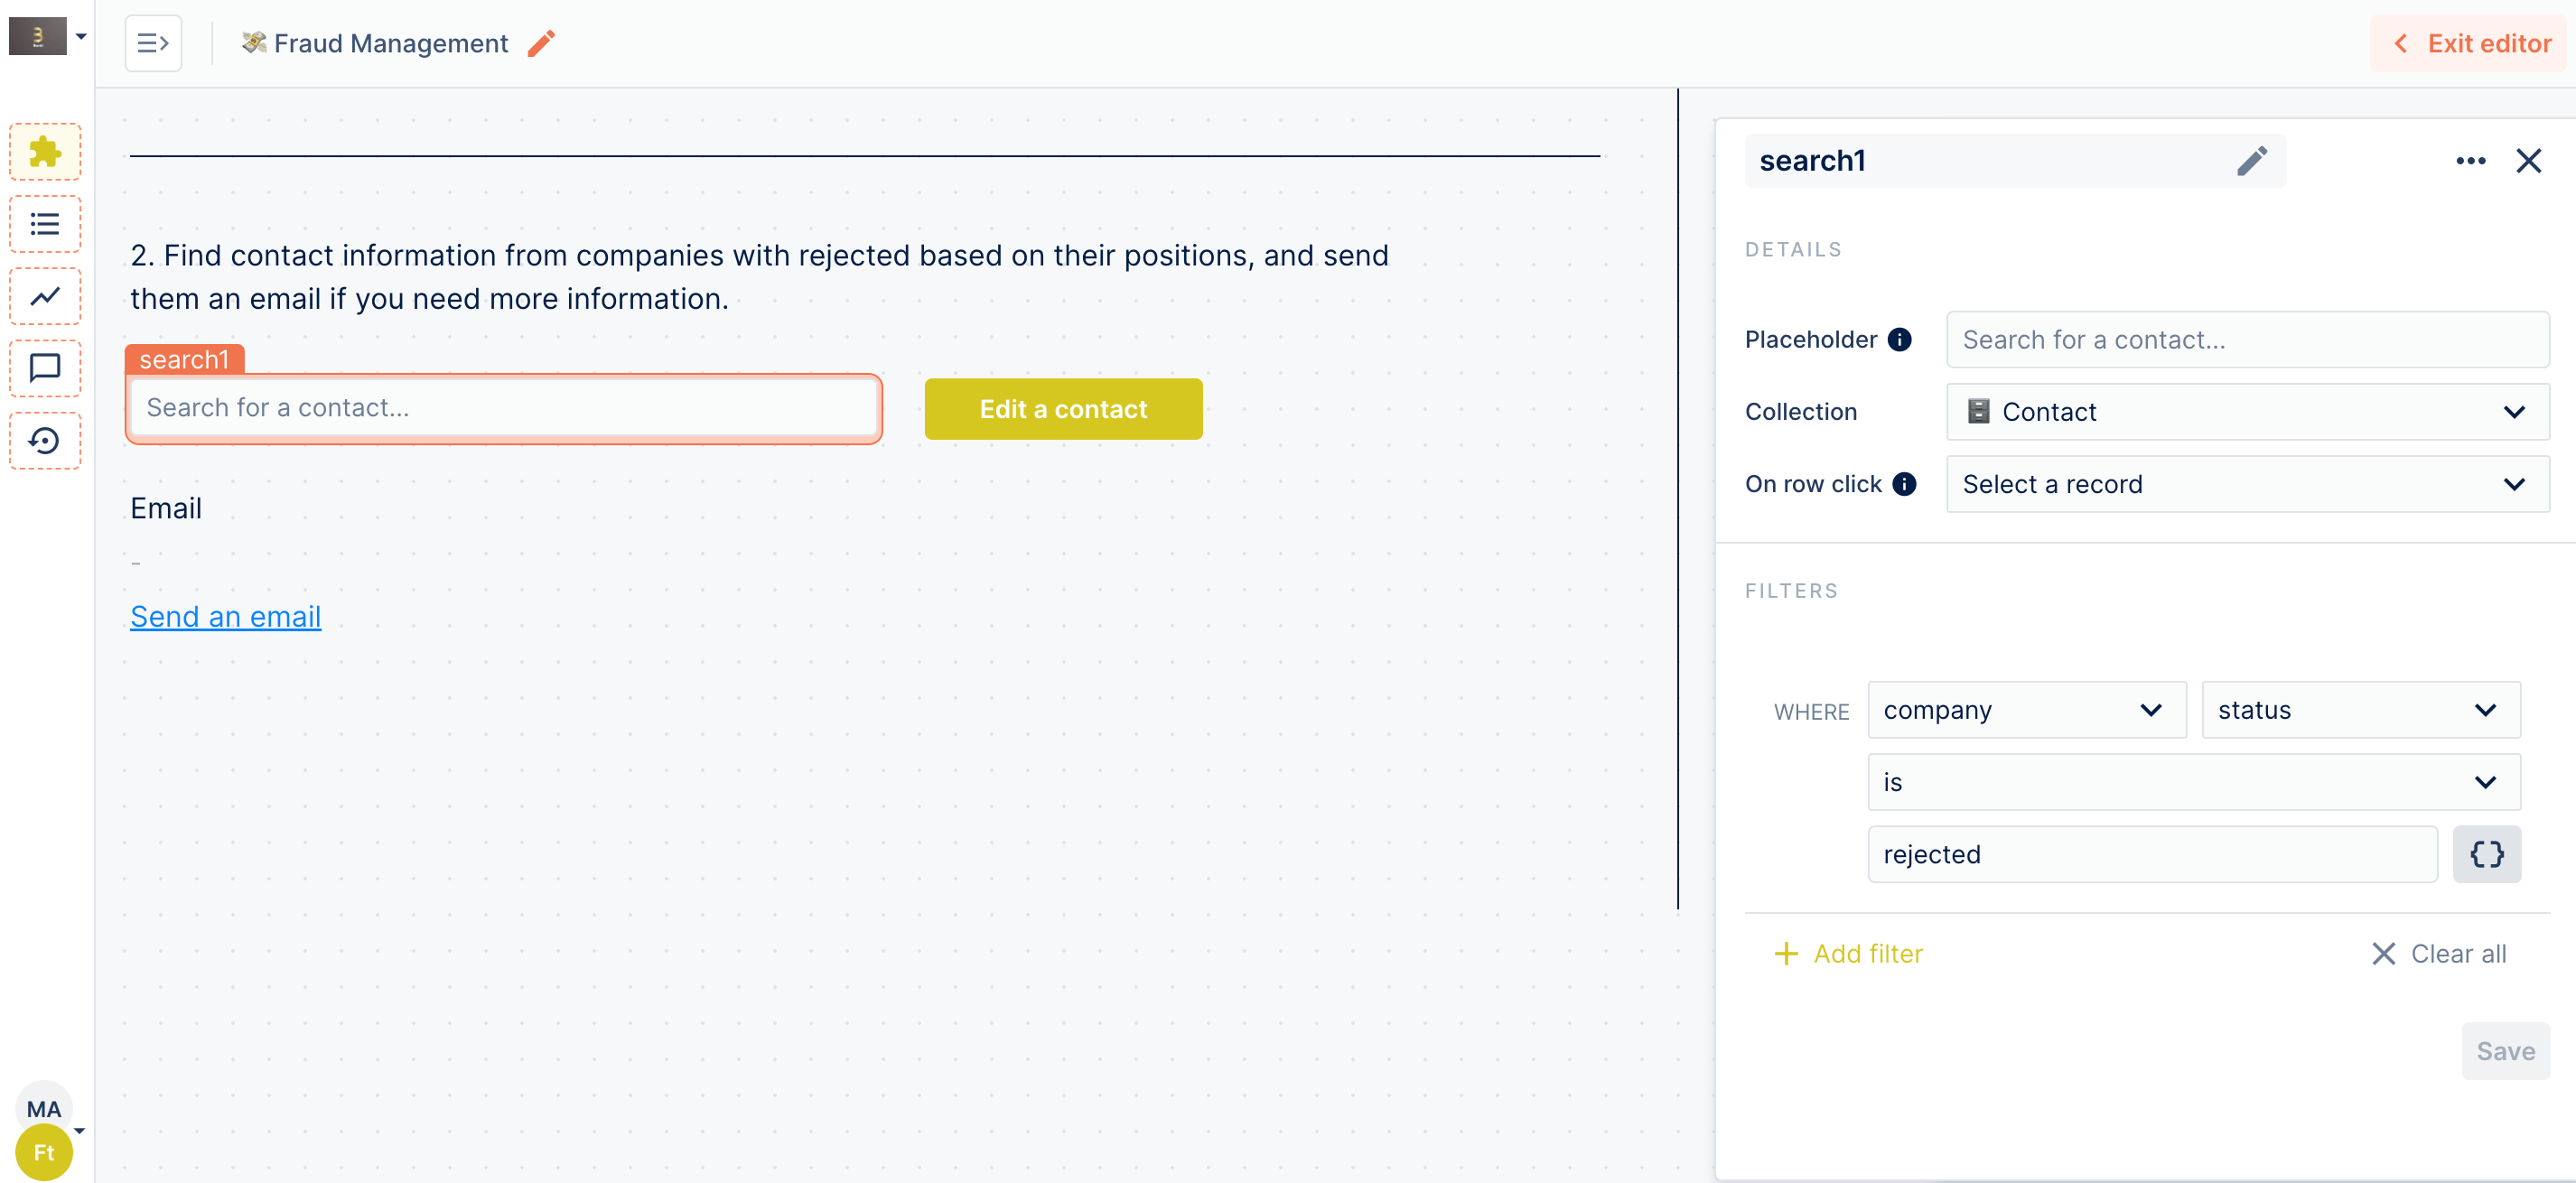 Fraud Management
Exit editor
2. Find contact information from companies with rejected based on their positions, and send
them an email if you need more information.
search1
Search for a contact...
Edit a contact
Email
-
Send an email
search1
DETAILS
Placeholder
Search for a contact...
Collection
Contact
On row click
Select a record
FILTERS
WHERE
company
status
is
rejected
{}
+ Add filter
Clear all
Save
MA
Ft